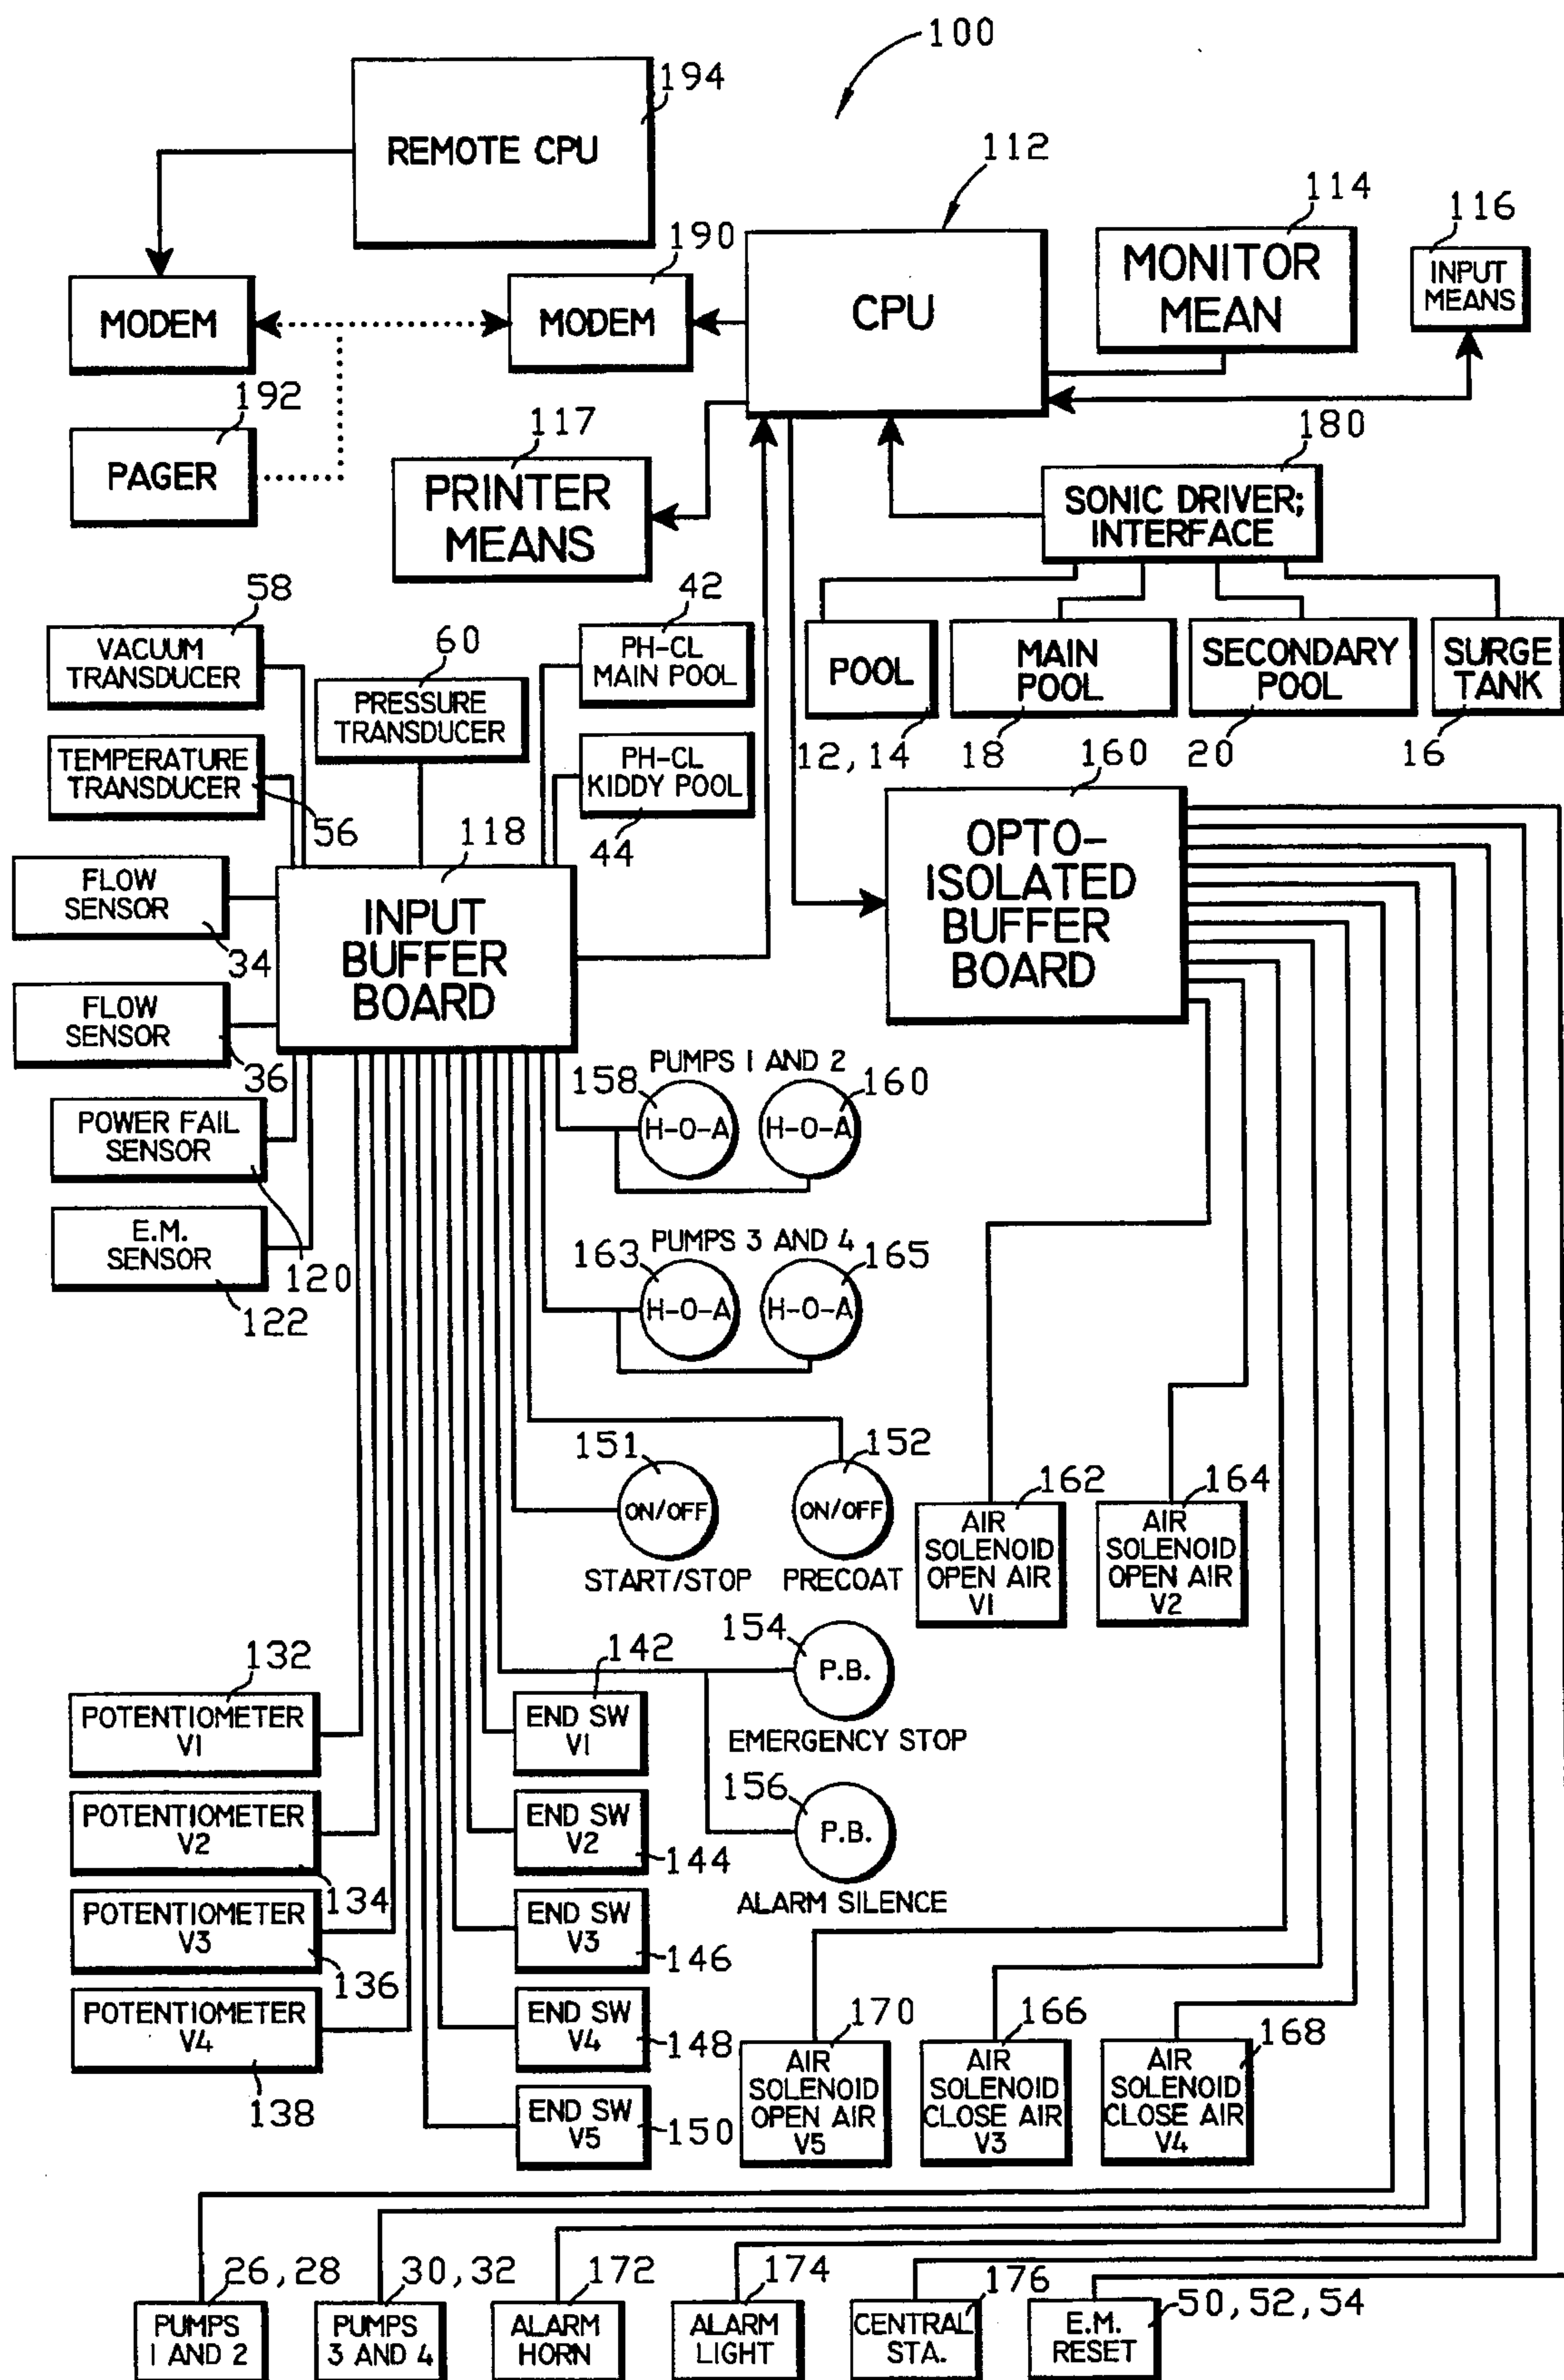 100
194
REMOTE CPU
112
114
116
190
MODEM
MODEM
CPU
MONITOR
MEAN
INPUT
MEANS
192
PAGER
117
PRINTER
MEANS
180
SONIC DRIVER;
INTERFACE
58
VACUUM
TRANSDUCER
60
PRESSURE
TRANSDUCER
42
PH-CL
MAIN POOL
POOL
MAIN
POOL
SECONDARY
POOL
SURGE
TANK
12, 14
18
20
16
TEMPERATURE
TRANSDUCER
56
PH-CL
KIDDY POOL
44
160
OPTO-
ISOLATED
BUFFER
BOARD
118
INPUT
BUFFER
BOARD
FLOW
SENSOR
34
FLOW
SENSOR
36
POWER FAIL
SENSOR
120
E.M.
SENSOR
122
PUMPS 1 AND 2
158
160
H-O-A
H-O-A
PUMPS 3 AND 4
163
165
H-O-A
H-O-A
151
152
ON/OFF
ON/OFF
START/STOP
PRECOAT
162
AIR
SOLENOID
OPEN AIR
V1
164
AIR
SOLENOID
OPEN AIR
V2
132
POTENTIOMETER
V1
POTENTIOMETER
V2
134
POTENTIOMETER
V3
136
POTENTIOMETER
V4
138
142
END SW
V1
END SW
V2
144
END SW
V3
146
END SW
V4
148
END SW
V5
150
154
P.B.
EMERGENCY STOP
156
P.B.
ALARM SILENCE
170
AIR
SOLENOID
OPEN AIR
V5
166
AIR
SOLENOID
CLOSE AIR
V3
168
AIR
SOLENOID
CLOSE AIR
V4
26, 28
PUMPS
1 AND 2
30, 32
PUMPS
3 AND 4
172
ALARM
HORN
174
ALARM
LIGHT
176
CENTRAL
STA.
50, 52, 54
E.M.
RESET